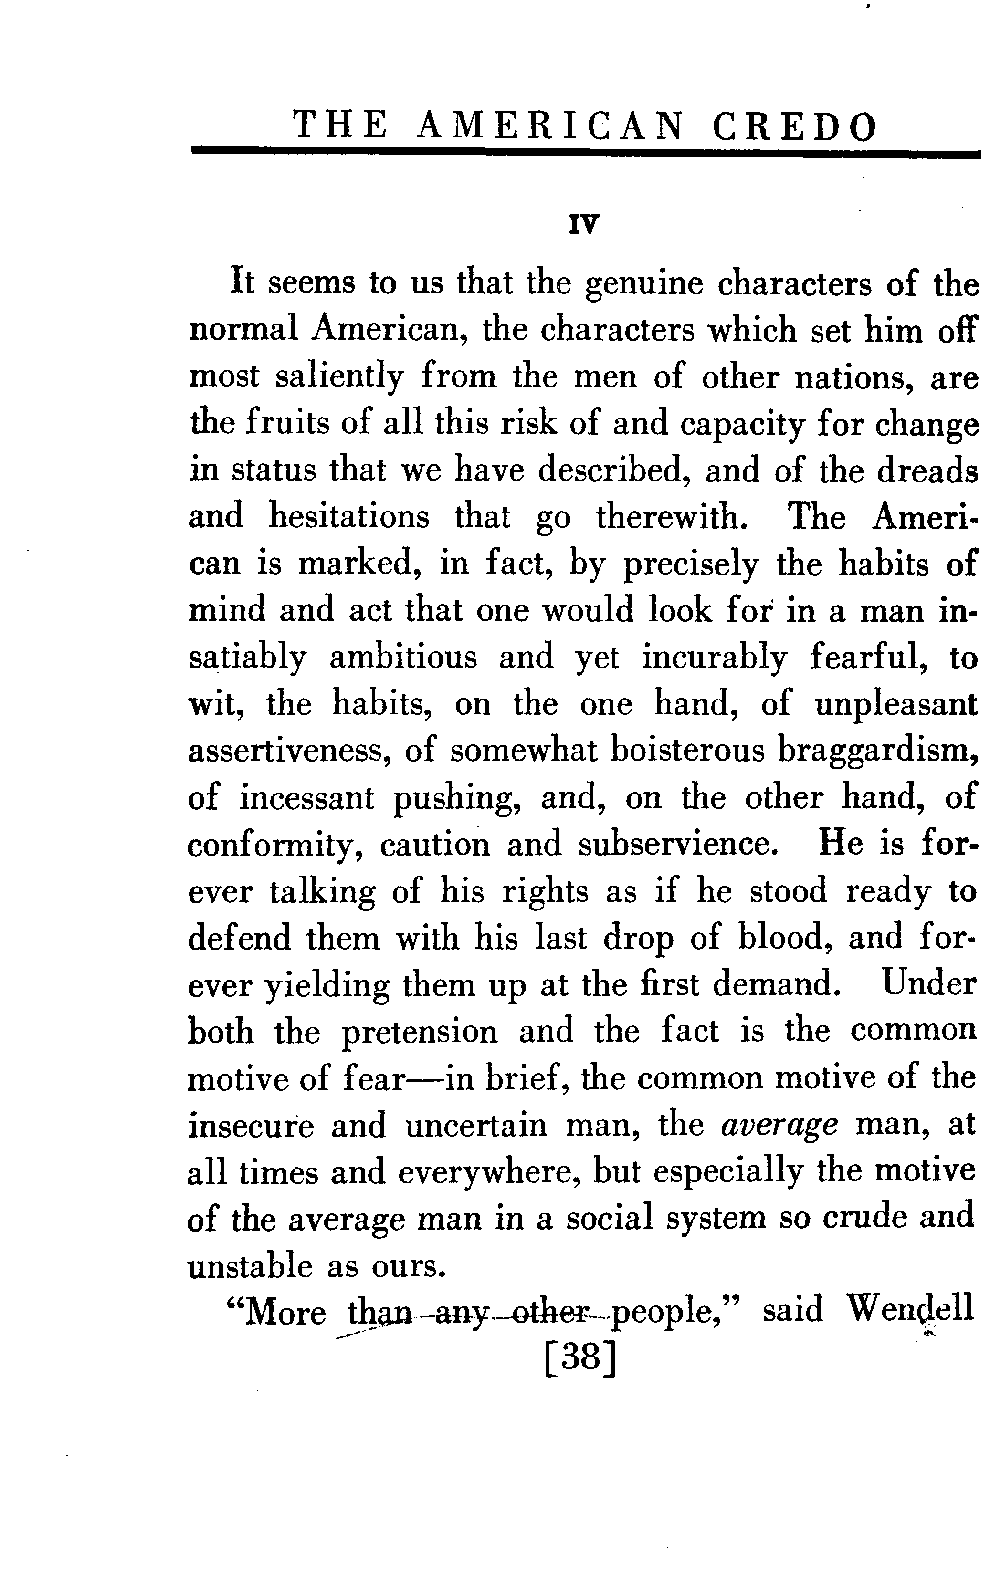 THE AMERICAN CREDO
IV
It seems to us that the genuine characters of the
normal American, the characters which set him off
most saliently from the men of other nations, are
the fruits of all this risk of and capacity for change
in status that we have described, and of the dreads
and hesitations that go therewith. The Ameri-
can is marked, in fact, by precisely the habits of
mind and act that one would look for in a man in-
satiably ambitious and yet incurably fearful, to
wit, the habits, on the one hand, of unpleasant
assertiveness, of somewhat boisterous braggardism,
of incessant pushing, and, on the other hand, of
conformity, caution and subservience. He is for-
ever talking of his rights as if he stood ready to
defend them with his last drop of blood, and for-
ever yielding them up at the first demand. Under
both the pretension and the fact is the common
motive of fear—in brief, the common motive of the
insecure and uncertain man, the average man, at
all times and everywhere, but especially the motive
of the average man in a social system so crude and
unstable as ours.
“More than any other people,” said Wendell
[38]